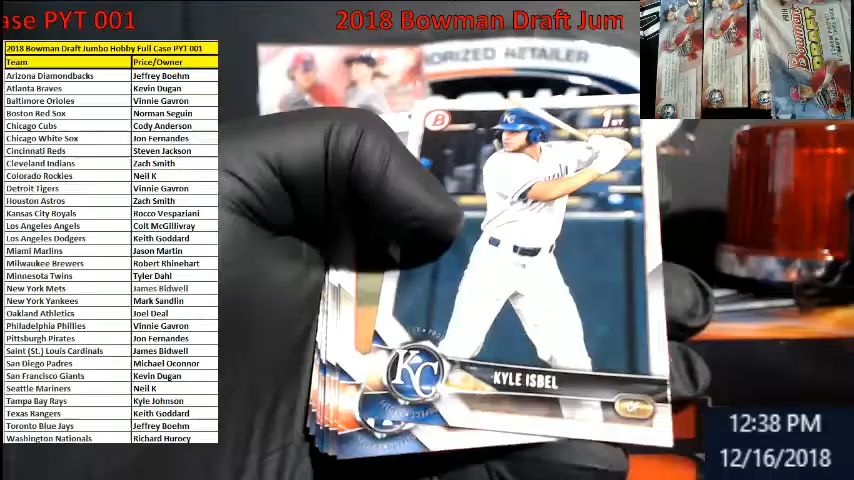 ase PYT 001
2018 Bowman Draft Jum
2018 Bowman Draft Jumbo Hobby Full Case PYT 001
Team Price/Owner
Arizona Diamondbacks Jeffrey Boehm
Atlanta Braves Kevin Dugan
Baltimore Orioles Vinnie Gavron
Boston Red Sox Norman Seguin
Chicago Cubs Cody Anderson
Chicago White Sox Jon Fernandes
Cincinnati Reds Steven Jackson
Cleveland Indians Zach Smith
Colorado Rockies Neil K
Detroit Tigers Vinnie Gavron
Houston Astros Zach Smith
Kansas City Royals Rocco Vespaziani
Los Angeles Angels Colt McGillivray
Los Angeles Dodgers Keith Goddard
Miami Marlins Jason Martin
Milwaukee Brewers Robert Rhinehart
Minnesota Twins Tyler Dahl
New York Mets James Bidwell
New York Yankees Mark Sandlin
Oakland Athletics Joel Deal
Philadelphia Phillies Vinnie Gavron
Pittsburgh Pirates Jon Fernandes
Saint (St.) Louis Cardinals James Bidwell
San Diego Padres Michael Oconnor
San Francisco Giants Kevin Dugan
Seattle Mariners Neil K
Tampa Bay Rays Kyle Johnson
Texas Rangers Keith Goddard
Toronto Blue Jays Jeffrey Boehm
Washington Nationals Richard Hurocy
ORIZED RETAILER
B
1ST
KC
KC
KYLE ISBEL
OF
Bowman
DRAFT
12:38 PM
12/16/2018